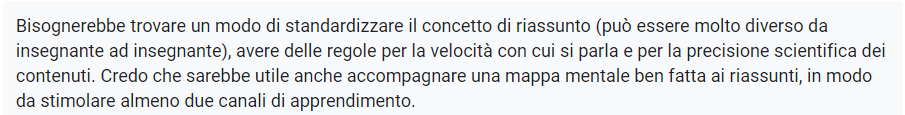 Bisognerebbe trovare un modo di standardizzare il concetto di riassunto (può essere molto diverso da
insegnante ad insegnante), avere delle regole per la velocità con cui si parla e per la precisione scientifica dei
contenuti. Credo che sarebbe utile anche accompagnare una mappa mentale ben fatta ai riassunti, in modo
da stimolare almeno due canali di apprendimento.